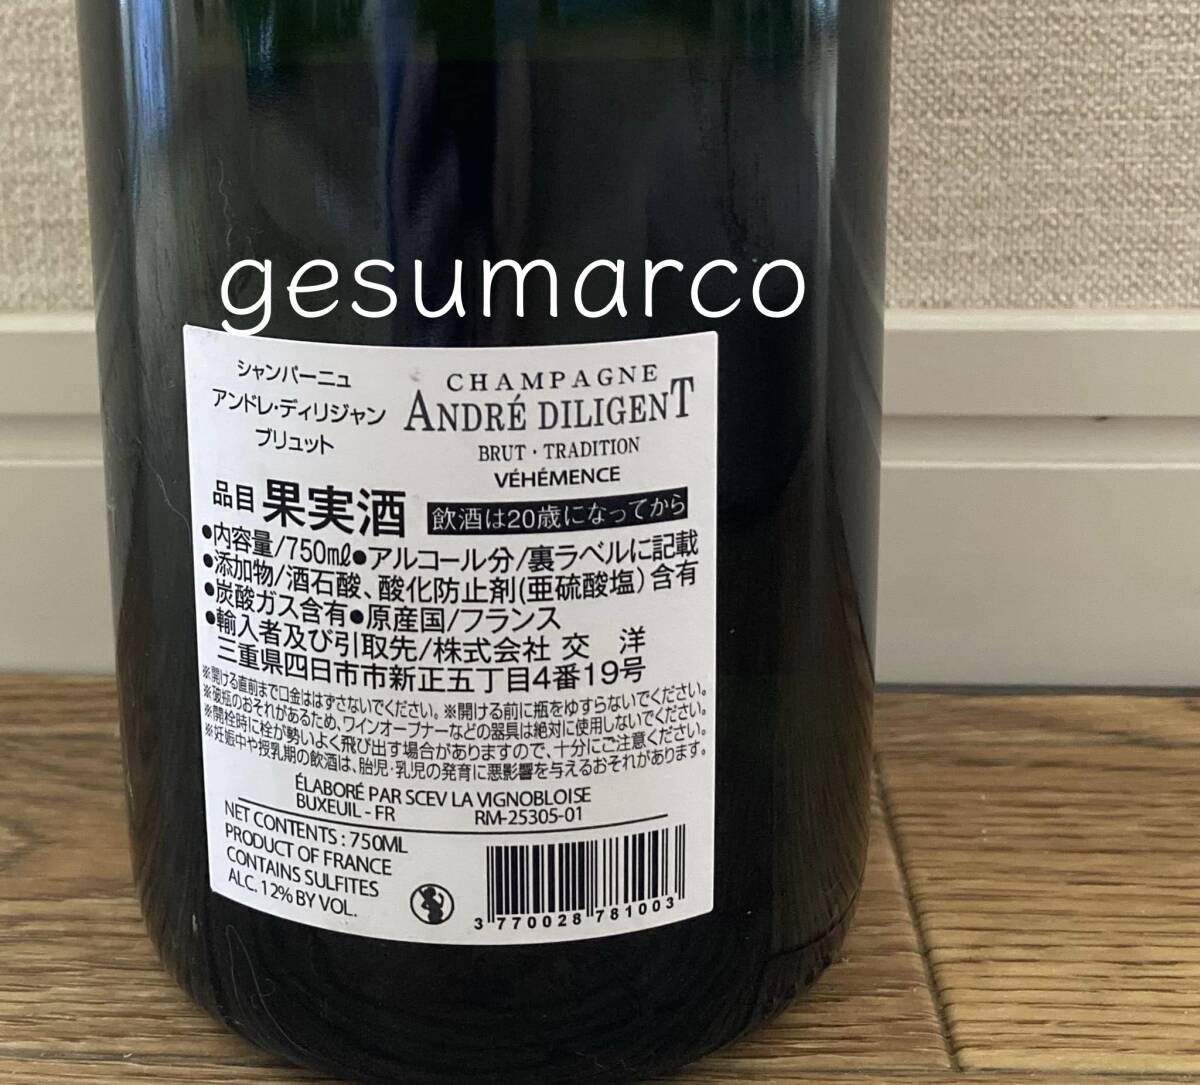 gesumarco
シャンパーニュ
アンドレ・ディリジャン
ブリュット
CHAMPAGNE
ANDRÉ DILIGENT
BRUT・TRADITION
VÉHÉMENCE
品目 果実酒 飲酒は20歳になってから
●内容量/750mℓ●アルコール分/裏ラベルに記載
●添加物/酒石酸、酸化防止剤(亜硫酸塩)含有
●炭酸ガス含有●原産国/フランス
●輸入者及び引取先/株式会社 交 洋
三重県四日市市新正五丁目4番19号
※開ける直前まで口金ははずさないでください。※開ける前に瓶をゆすらないでください。
※破瓶のおそれがあるため、ワインオープナーなどの器具は絶対に使用しないでください。
※開栓時に栓が勢いよく飛び出す場合がありますので、十分にご注意ください。
※妊娠中や授乳期の飲酒は、胎児・乳児の発育に悪影響を与えるおそれがあります。
ÉLABORÉ PAR SCEV LA VIGNOBLOISE
BUXEUIL - FR RM-25305-01
NET CONTENTS : 750ML
PRODUCT OF FRANCE
CONTAINS SULFITES
ALC. 12% BY VOL.
3 770028 781003